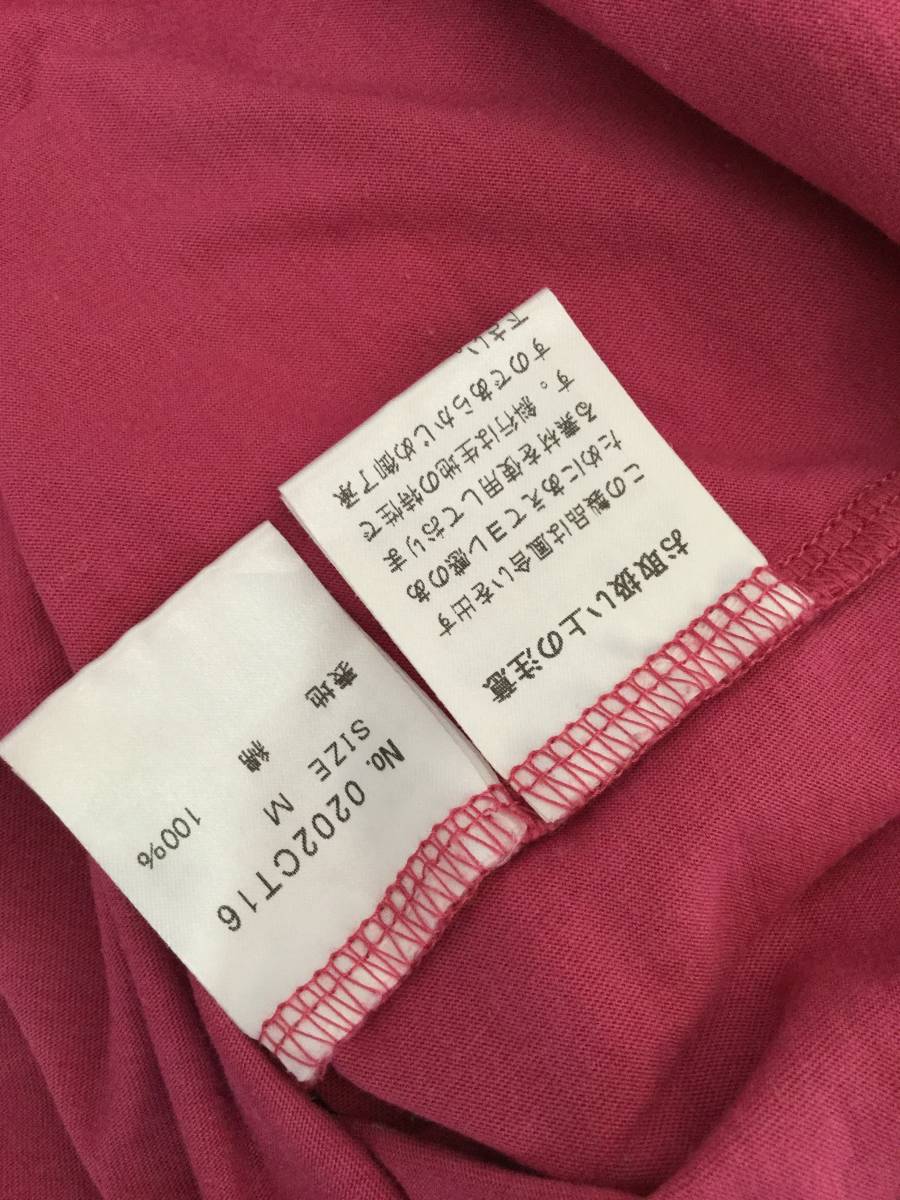 No. 0202CT16
SIZE M
表地 綿 100%
お取扱い上の注意
この製品は風合いを出す
ためにあえてヨレ感のあ
る素材を使用しておりま
す。斜行は生地の特性で
すのであらかじめ御了承
下さい。